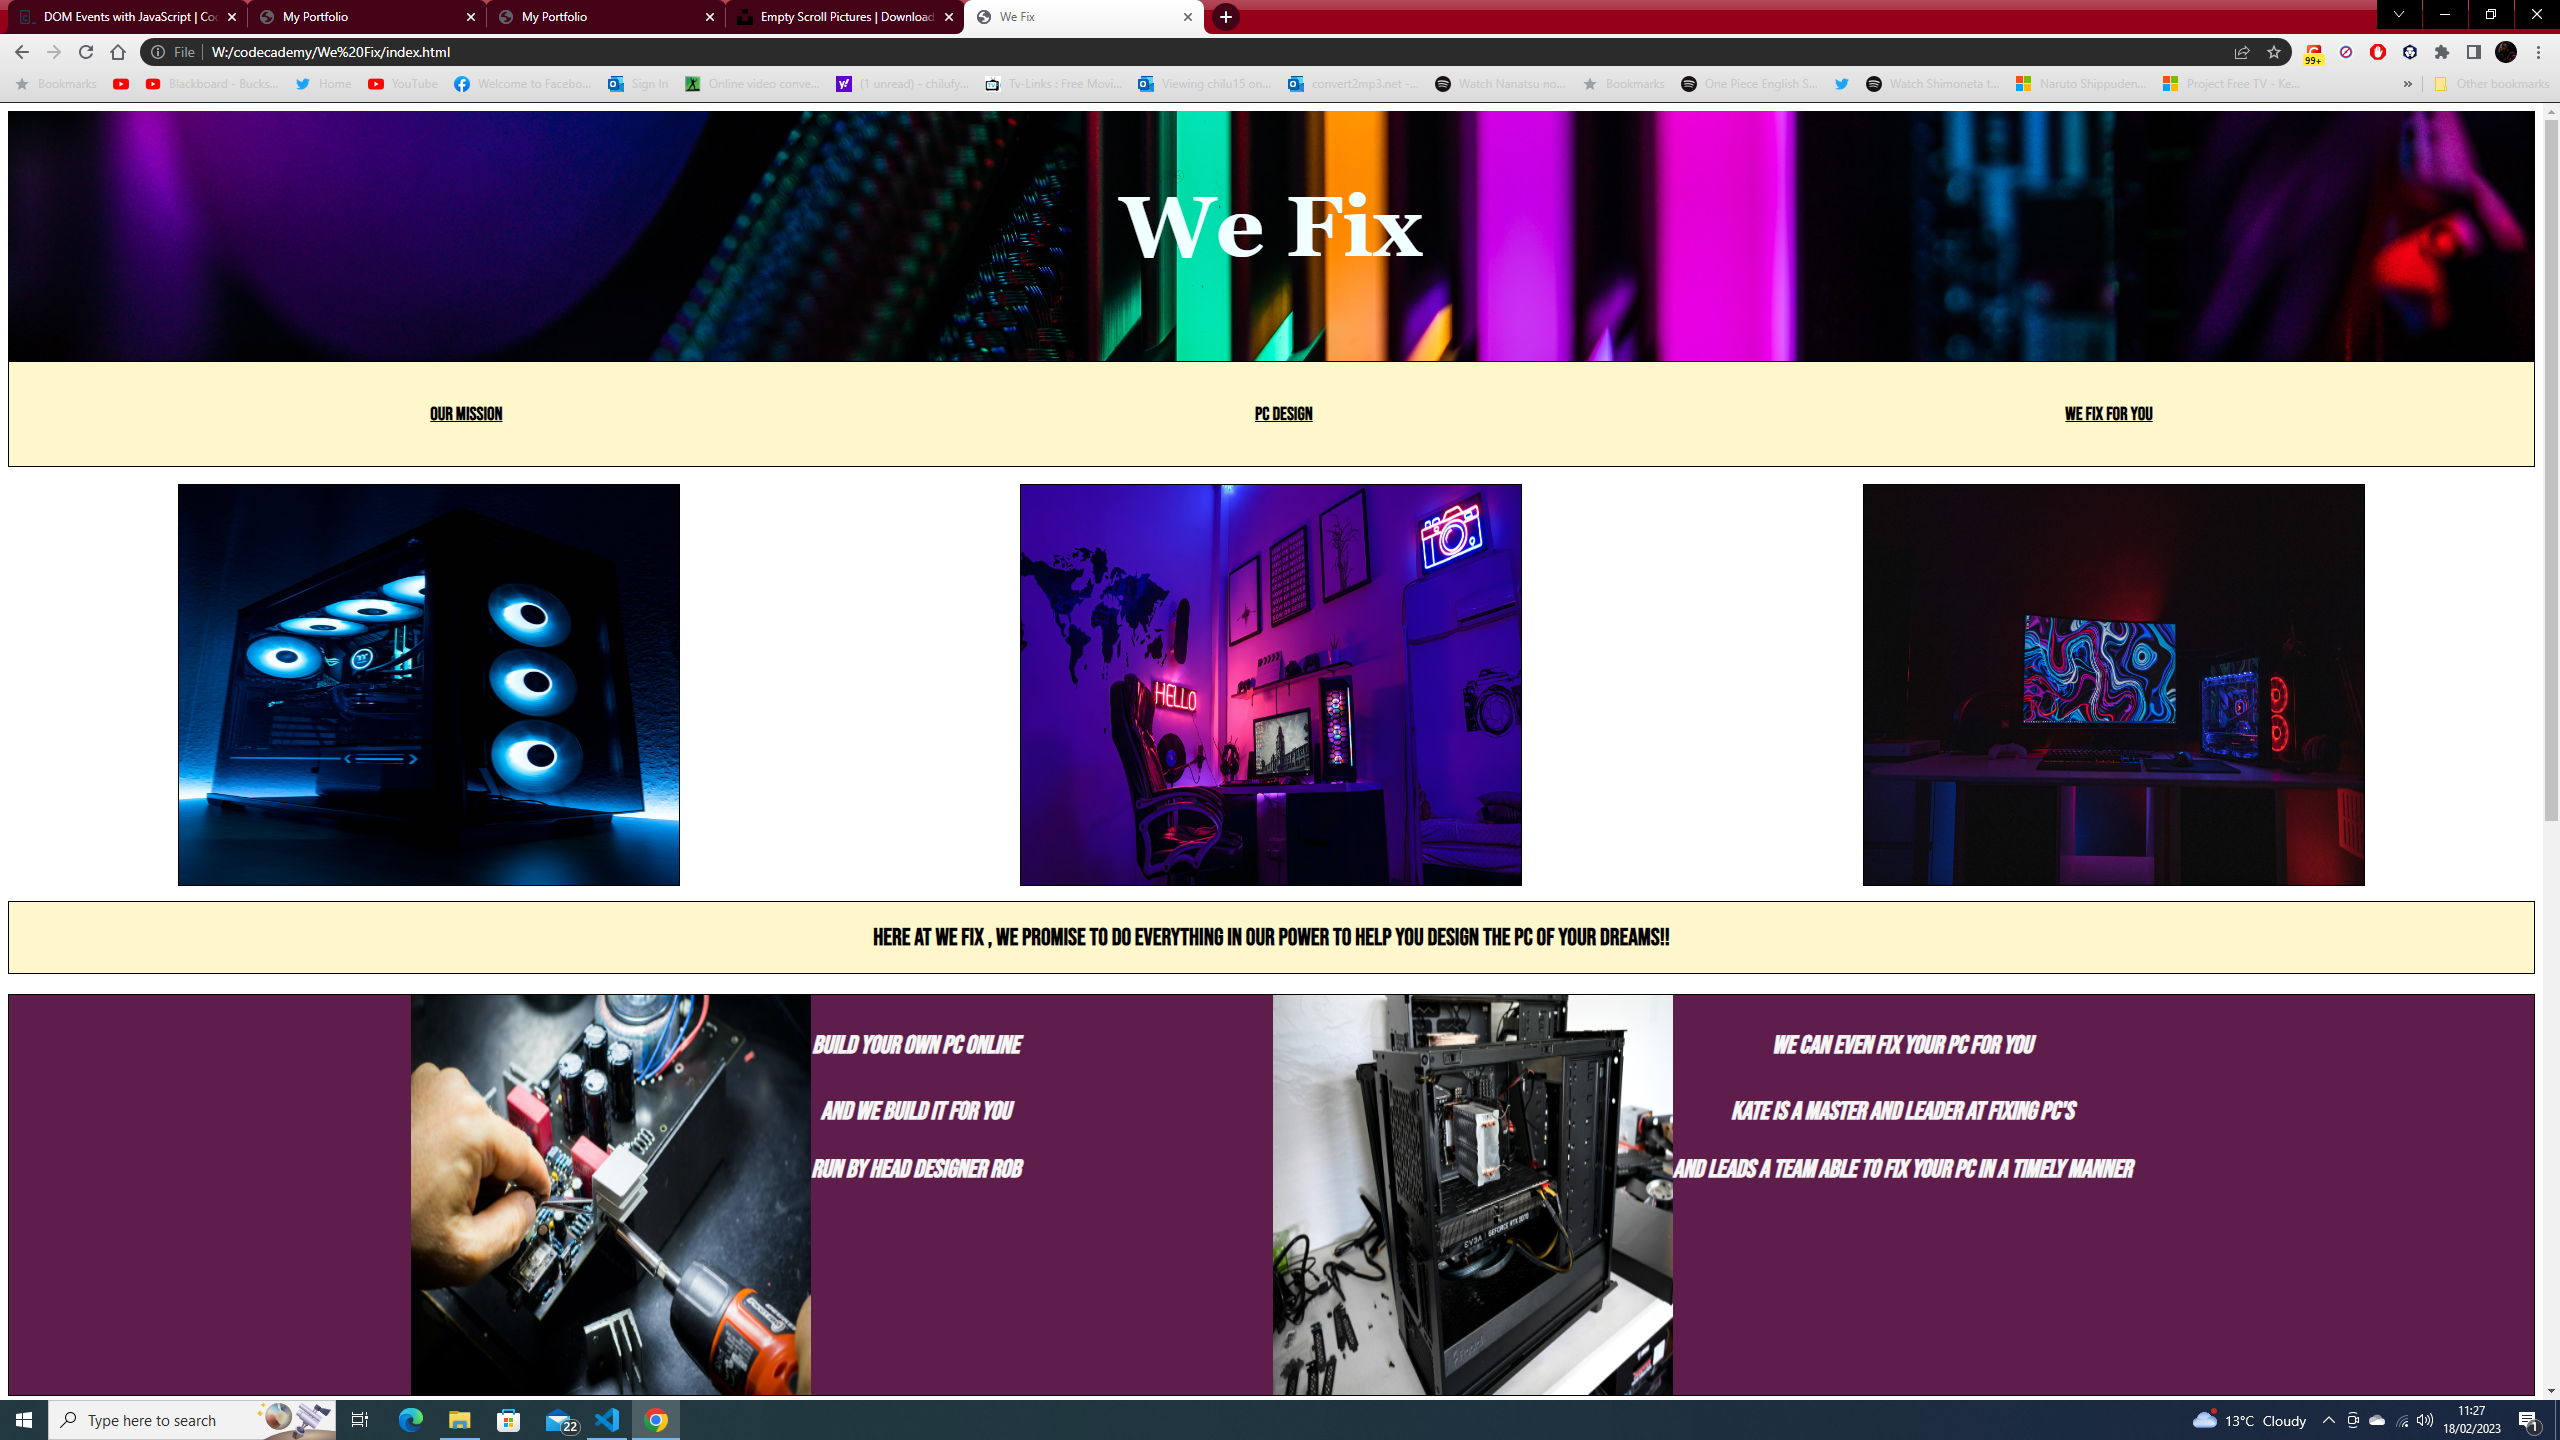 DOM Events with JavaScript | Co
My Portfolio
My Portfolio
Empty Scroll Pictures | Download
We Fix
File
W:/codecademy/We%20Fix/index.html
99+
Bookmarks
Blackboard - Bucks...
Home
YouTube
Welcome to Facebo...
Sign In
Online video conve...
(1 unread) - chilufy...
Tv-Links : Free Movi...
Viewing chilu15 on...
convert2mp3.net -...
Watch Nanatsu no...
Bookmarks
One Piece English S...
Watch Shimoneta t...
Naruto Shippuden...
Project Free TV - Ke...
»
Other bookmarks
We Fix
OUR MISSION
PC DESIGN
WE FIX FOR YOU
HELLO
HERE AT WE FIX , WE PROMISE TO DO EVERYTHING IN OUR POWER TO HELP YOU DESIGN THE PC OF YOUR DREAMS!!
BUILD YOUR OWN PC ONLINE
AND WE BUILD IT FOR YOU
RUN BY HEAD DESIGNER ROB
EVGA GEFORCE RTX 3070
WE CAN EVEN FIX YOUR PC FOR YOU
KATE IS A MASTER AND LEADER AT FIXING PC'S
AND LEADS A TEAM ABLE TO FIX YOUR PC IN A TIMELY MANNER
Type here to search
22
13°C Cloudy
11:27
18/02/2023
1